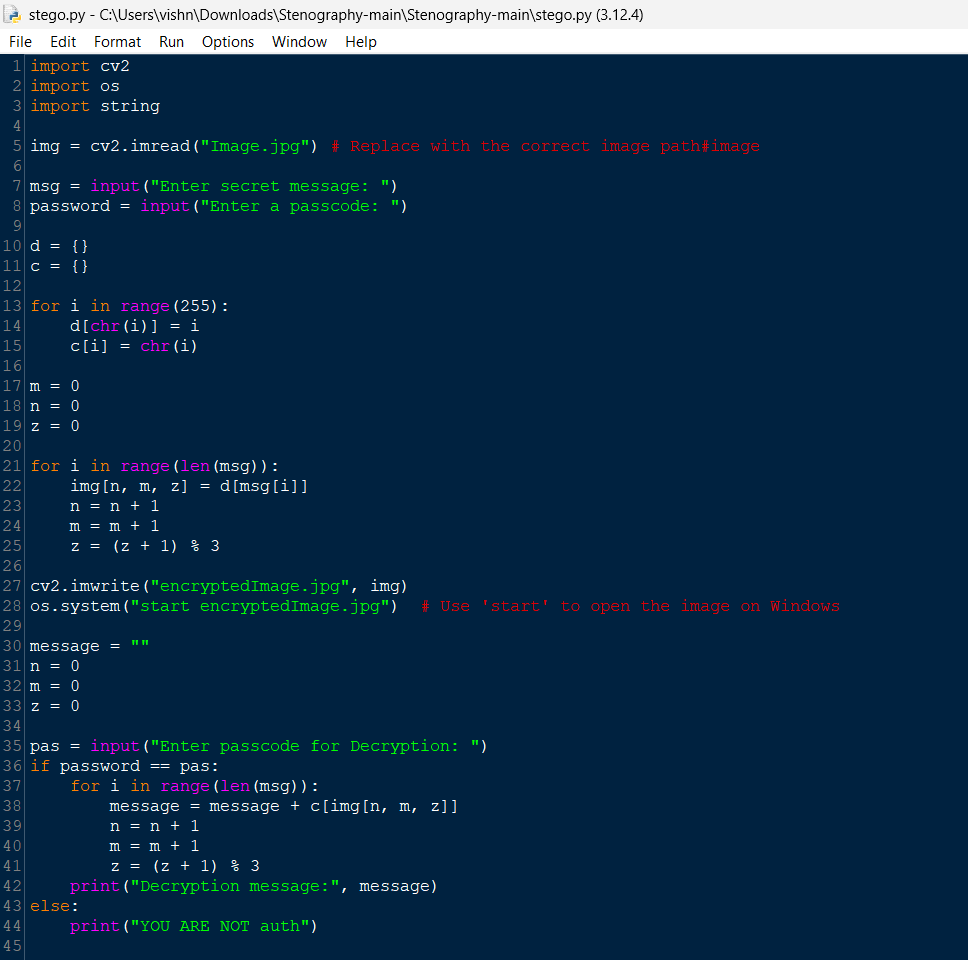 stego.py - C:\Users\vishn\Downloads\Stenography-main\Stenography-main\stego.py (3.12.4)
File Edit Format Run Options Window Help
1 import cv2
2 import os
3 import string
4
5 img = cv2.imread("Image.jpg") # Replace with the correct image path#image
6
7 msg = input("Enter secret message: ")
8 password = input("Enter a passcode: ")
9
10 d = {}
11 c = {}
12
13 for i in range(255):
14     d[chr(i)] = i
15     c[i] = chr(i)
16
17 m = 0
18 n = 0
19 z = 0
20
21 for i in range(len(msg)):
22     img[n, m, z] = d[msg[i]]
23     n = n + 1
24     m = m + 1
25     z = (z + 1) % 3
26
27 cv2.imwrite("encryptedImage.jpg", img)
28 os.system("start encryptedImage.jpg")  # Use 'start' to open the image on Windows
29
30 message = ""
31 n = 0
32 m = 0
33 z = 0
34
35 pas = input("Enter passcode for Decryption: ")
36 if password == pas:
37     for i in range(len(msg)):
38         message = message + c[img[n, m, z]]
39         n = n + 1
40         m = m + 1
41         z = (z + 1) % 3
42     print("Decryption message:", message)
43 else:
44     print("YOU ARE NOT auth")
45